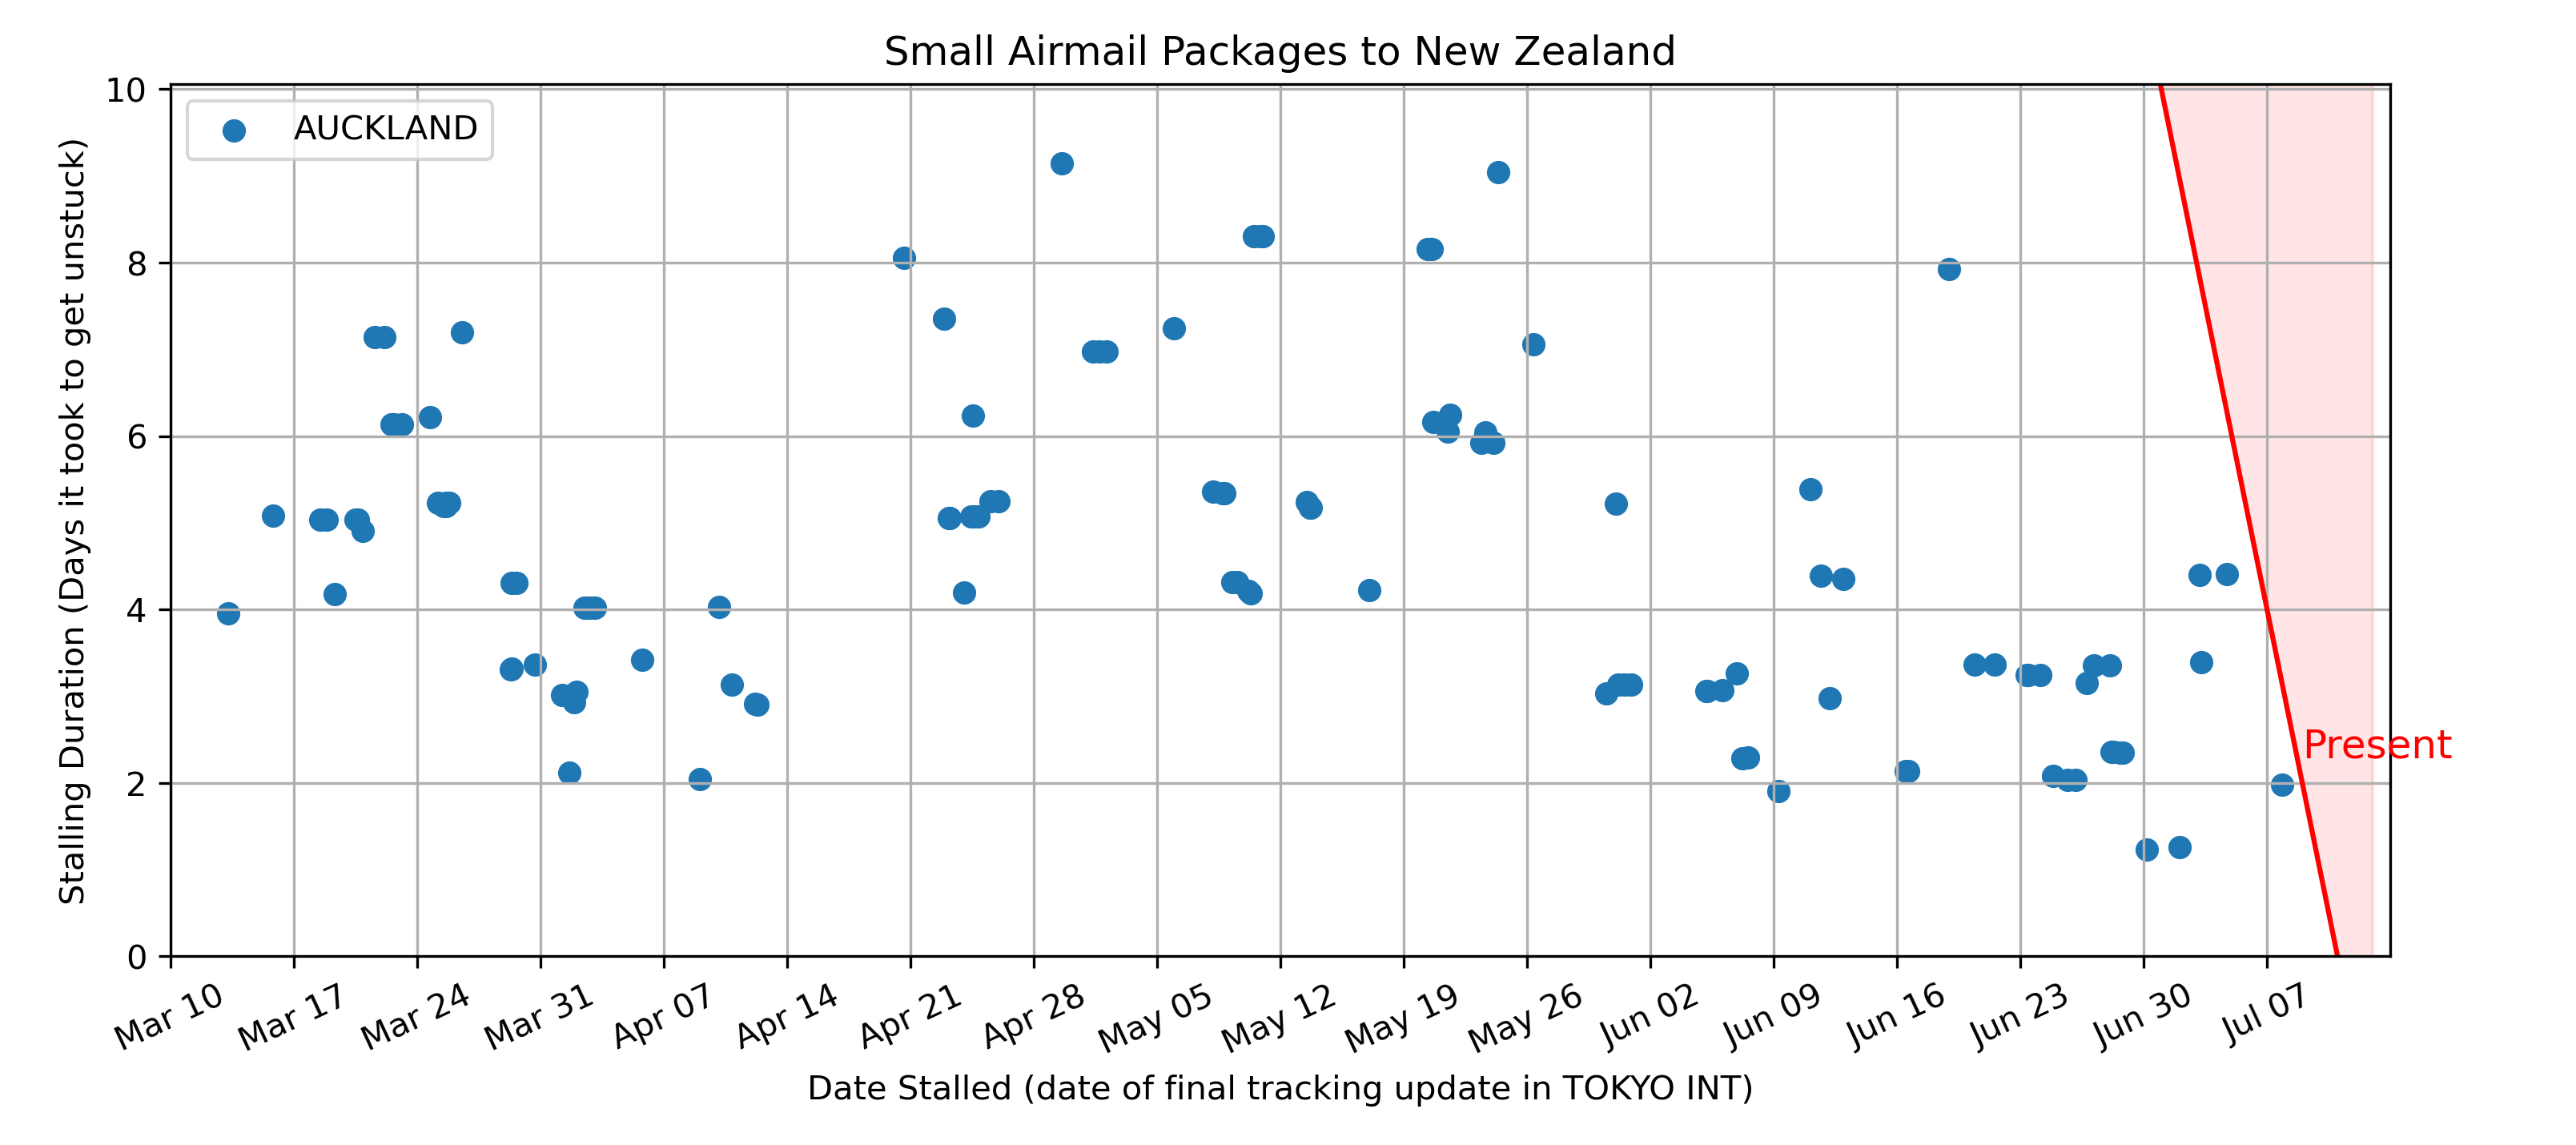 Small Airmail Packages to New Zealand
AUCKLAND
Stalling Duration (Days it took to get unstuck)
10
8
6
4
2
0
Present
Mar 10
Mar 17
Mar 24
Mar 31
Apr 07
Apr 14
Apr 21
Apr 28
May 05
May 12
May 19
May 26
Jun 02
Jun 09
Jun 16
Jun 23
Jun 30
Jul 07
Date Stalled (date of final tracking update in TOKYO INT)